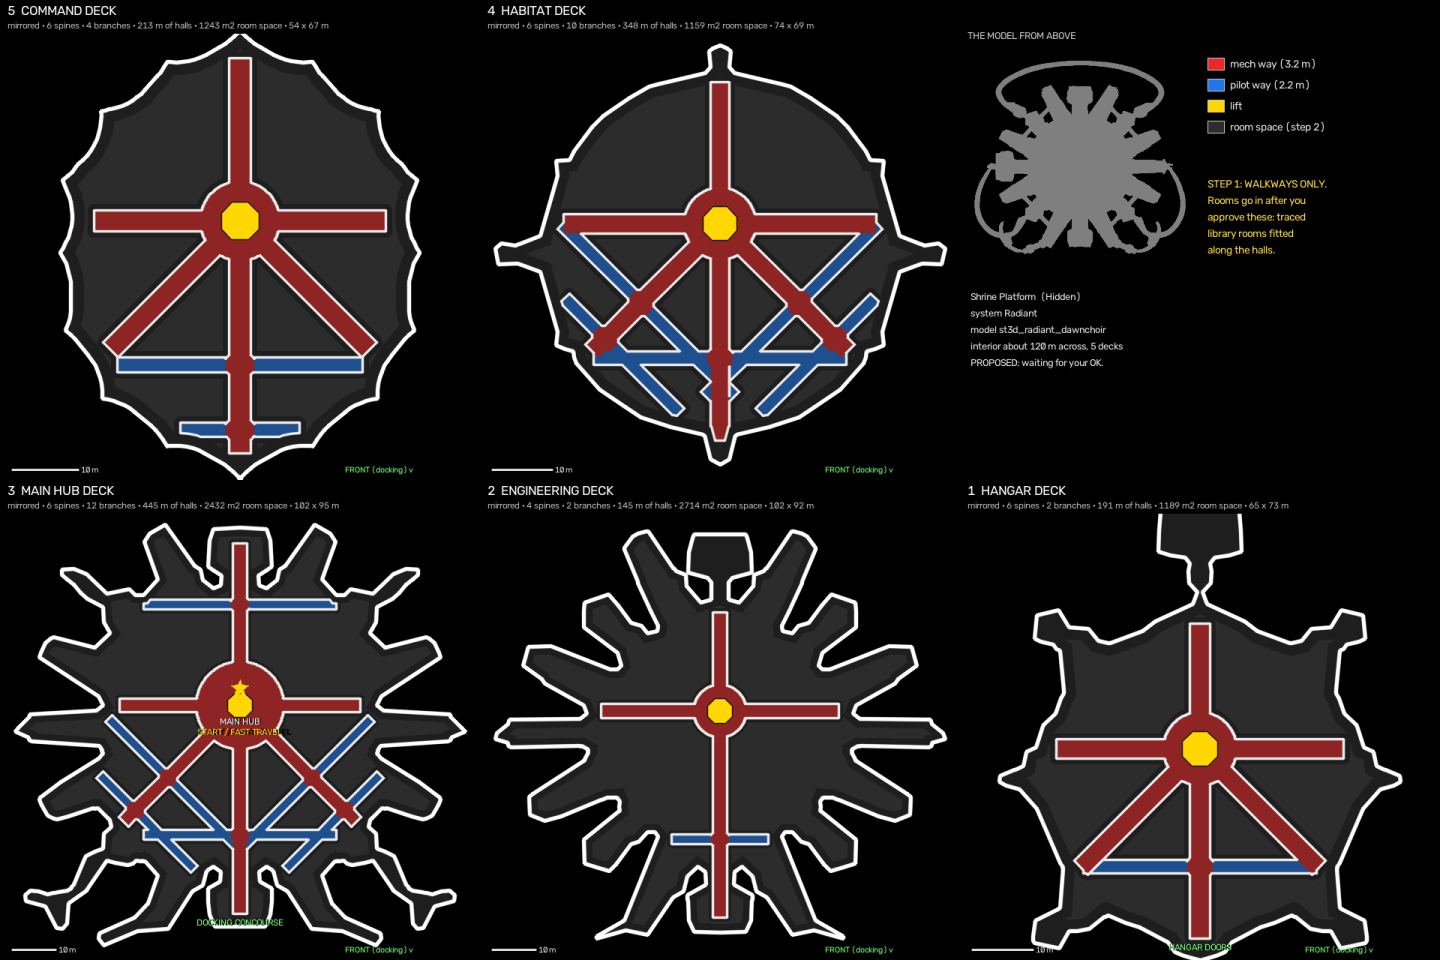 5 COMMAND DECK
mirrored • 6 spines • 4 branches • 213 m of halls • 1243 m2 room space • 54 x 67 m
10 m
FRONT (docking) v
4 HABITAT DECK
mirrored • 6 spines • 10 branches • 348 m of halls • 1159 m2 room space • 74 x 69 m
10 m
FRONT (docking) v
THE MODEL FROM ABOVE
mech way (3.2 m)
pilot way (2.2 m)
lift
room space (step 2)
STEP 1: WALKWAYS ONLY.
Rooms go in after you
approve these: traced
library rooms fitted
along the halls.
Shrine Platform (Hidden)
system Radiant
model st3d_radiant_dawnchoir
interior about 120 m across, 5 decks
PROPOSED: waiting for your OK.
3 MAIN HUB DECK
mirrored • 6 spines • 12 branches • 445 m of halls • 2432 m2 room space • 102 x 95 m
MAIN HUB
START / FAST-TRAVEL
DOCKING CONCOURSE
10 m
FRONT (docking) v
2 ENGINEERING DECK
mirrored • 4 spines • 2 branches • 145 m of halls • 2714 m2 room space • 102 x 92 m
10 m
FRONT (docking) v
1 HANGAR DECK
mirrored • 6 spines • 2 branches • 191 m of halls • 1189 m2 room space • 65 x 73 m
HANGAR DOORS
10 m
FRONT (docking) v